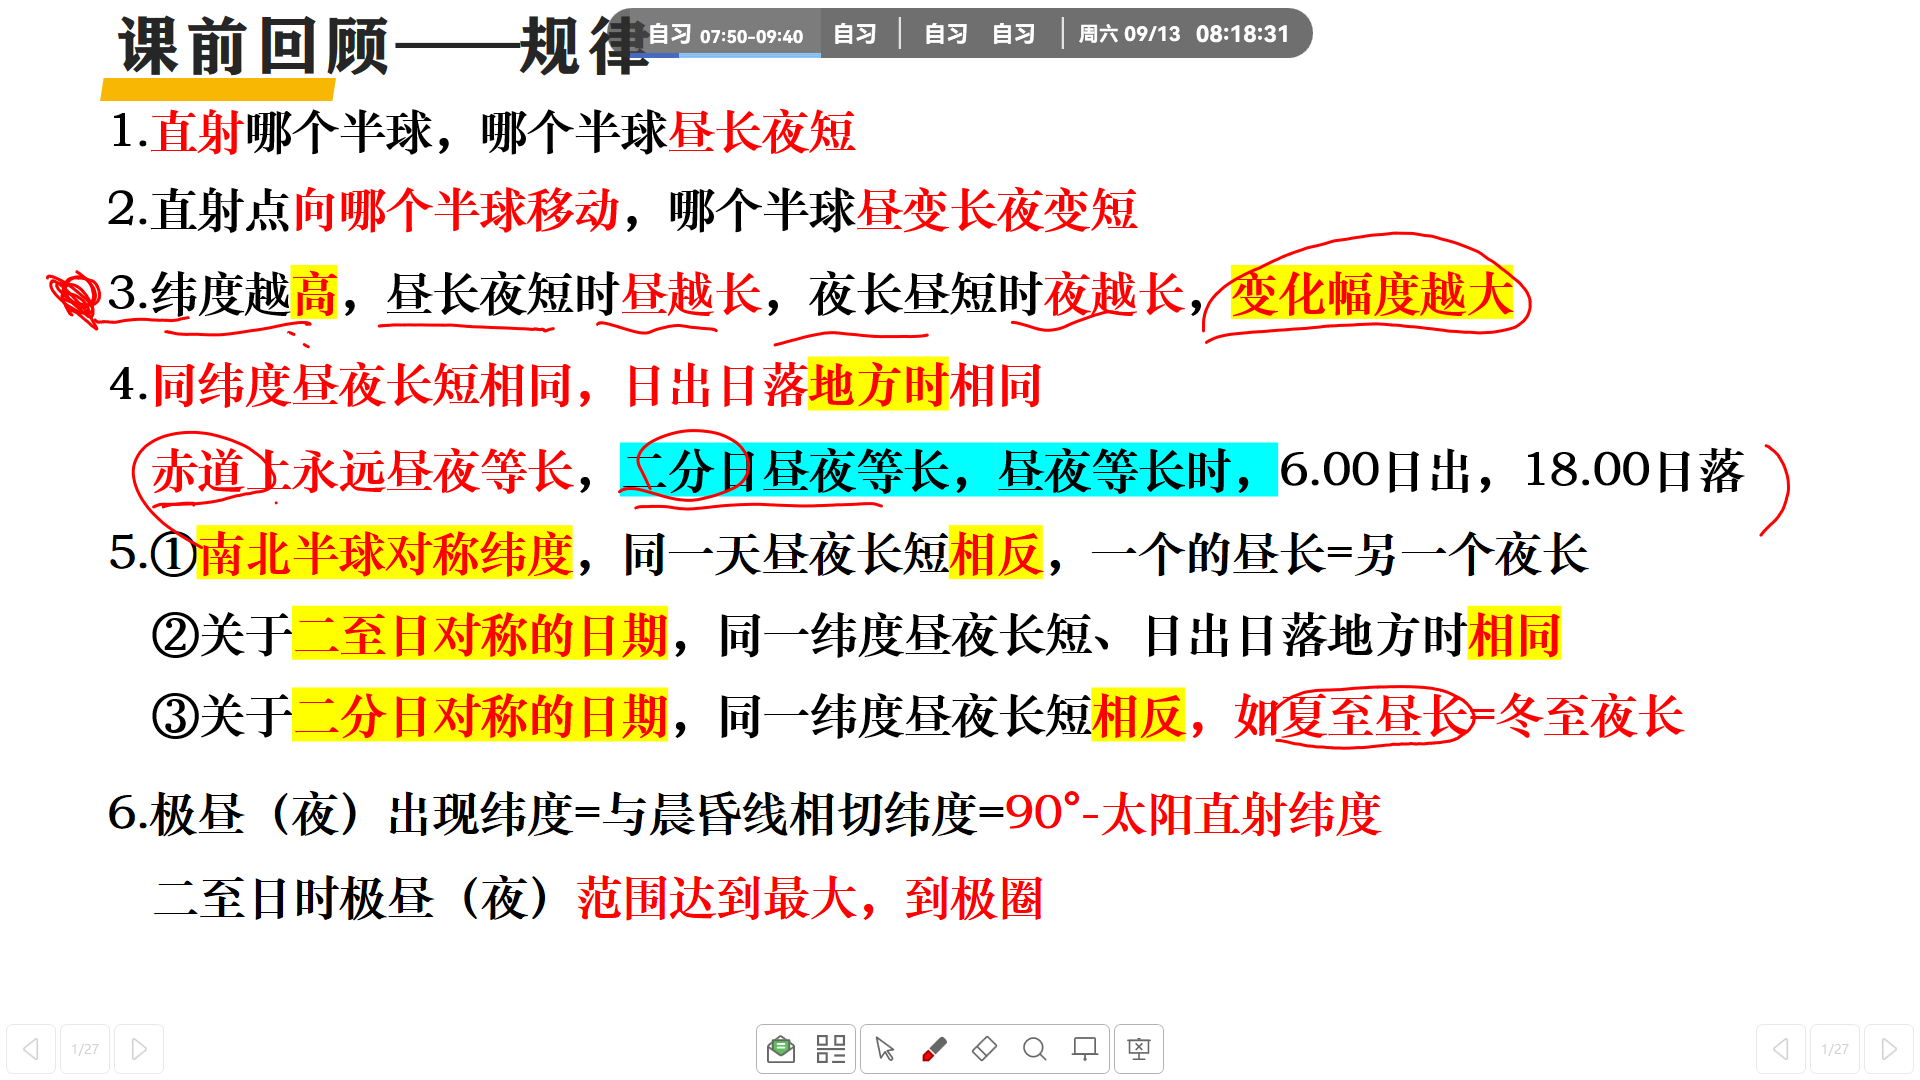 课前回顾——规律
自习 07:50-09:40 自习 自习 自习 周六 09/13 08:18:31
1.直射哪个半球，哪个半球昼长夜短
2.直射点向哪个半球移动，哪个半球昼变长夜变短
3.纬度越高，昼长夜短时昼越长，夜长昼短时夜越长，变化幅度越大
4.同纬度昼夜长短相同，日出日落地方时相同
赤道上永远昼夜等长，二分日昼夜等长，昼夜等长时，6.00日出，18.00日落
5.①南北半球对称纬度，同一天昼夜长短相反，一个的昼长=另一个夜长
②关于二至日对称的日期，同一纬度昼夜长短、日出日落地方时相同
③关于二分日对称的日期，同一纬度昼夜长短相反，如夏至昼长=冬至夜长
6.极昼（夜）出现纬度=与晨昏线相切纬度=90°-太阳直射纬度
二至日时极昼（夜）范围达到最大，到极圈
1/27 1/27